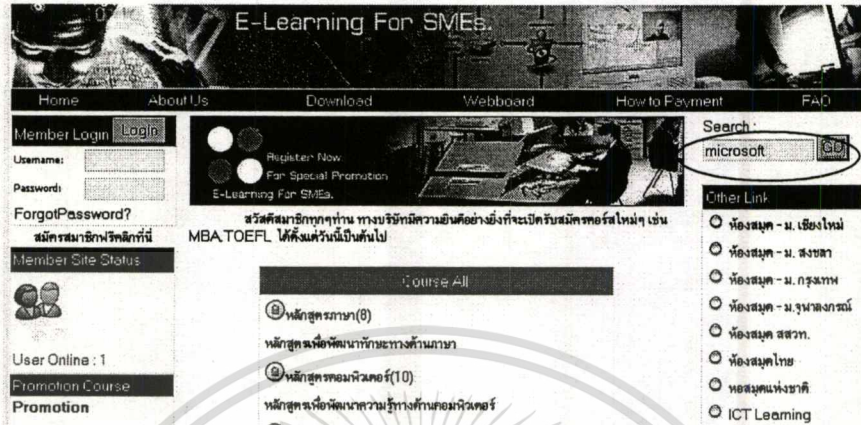 E-Learning For SMEs.
Home About Us Download Webboard How to Payment FAQ
Member Login Login
Username:
Password:
ForgotPassword?
สมัครสมาชิกฟรีคลิกที่นี่
Member Site Status
User Online : 1
Promotion Course
Promotion
Register Now
For Special Promotion
E-Learning For SMEs.
สวัสดีสมาชิกทุกๆท่าน ทางบริษัทมีความยินดีอย่างยิ่งที่จะเปิดรับสมัครคอร์สใหม่ๆ เช่น
MBA,TOEFL ได้ตั้งแต่วันนี้เป็นต้นไป
Course All
หลักสูตรภาษา(8)
หลักสูตรเพื่อพัฒนาทักษะทางด้านภาษา
หลักสูตรคอมพิวเตอร์(10)
หลักสูตรเพื่อพัฒนาความรู้ทางด้านคอมพิวเตอร์
Search :
microsoft GO
Other Link
ห้องสมุด - ม. เชียงใหม่
ห้องสมุด - ม. สงขลา
ห้องสมุด - ม. กรุงเทพ
ห้องสมุด - ม.จุฬาลงกรณ์
ห้องสมุด สสวท.
ห้องสมุดไทย
หอสมุดแห่งชาติ
ICT Learning